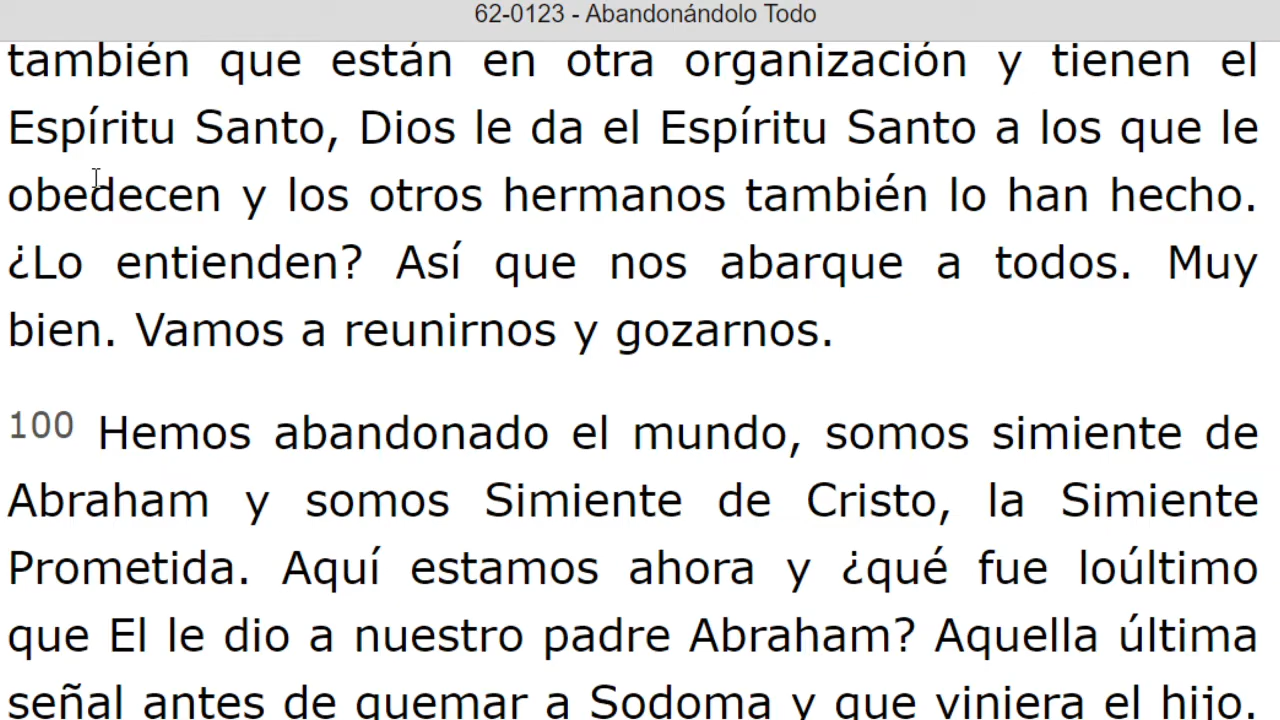 62-0123 - Abandonándolo Todo
también que están en otra organización y tienen el
Espíritu Santo, Dios le da el Espíritu Santo a los que le
obedecen y los otros hermanos también lo han hecho.
¿Lo entienden? Así que nos abarque a todos. Muy
bien. Vamos a reunirnos y gozarnos.
100 Hemos abandonado el mundo, somos simiente de
Abraham y somos Simiente de Cristo, la Simiente
Prometida. Aquí estamos ahora y ¿qué fue loúltimo
que El le dio a nuestro padre Abraham? Aquella última
señal antes de quemar a Sodoma y que viniera el hijo.